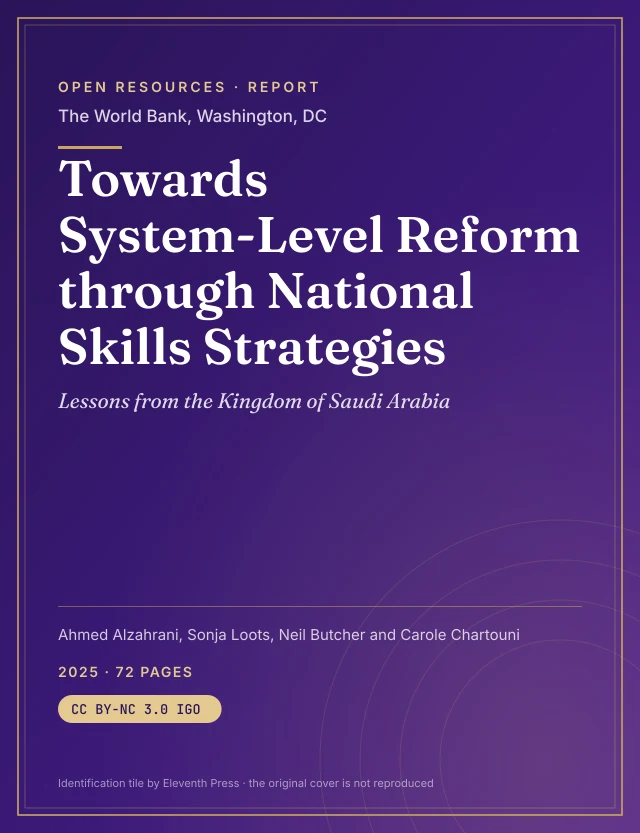 OPEN RESOURCES · REPORT
The World Bank, Washington, DC
Towards
System-Level Reform
through National
Skills Strategies
Lessons from the Kingdom of Saudi Arabia
Ahmed Alzahrani, Sonja Loots, Neil Butcher and Carole Chartouni
2025 · 72 PAGES
CC BY-NC 3.0 IGO
Identification tile by Eleventh Press · the original cover is not reproduced